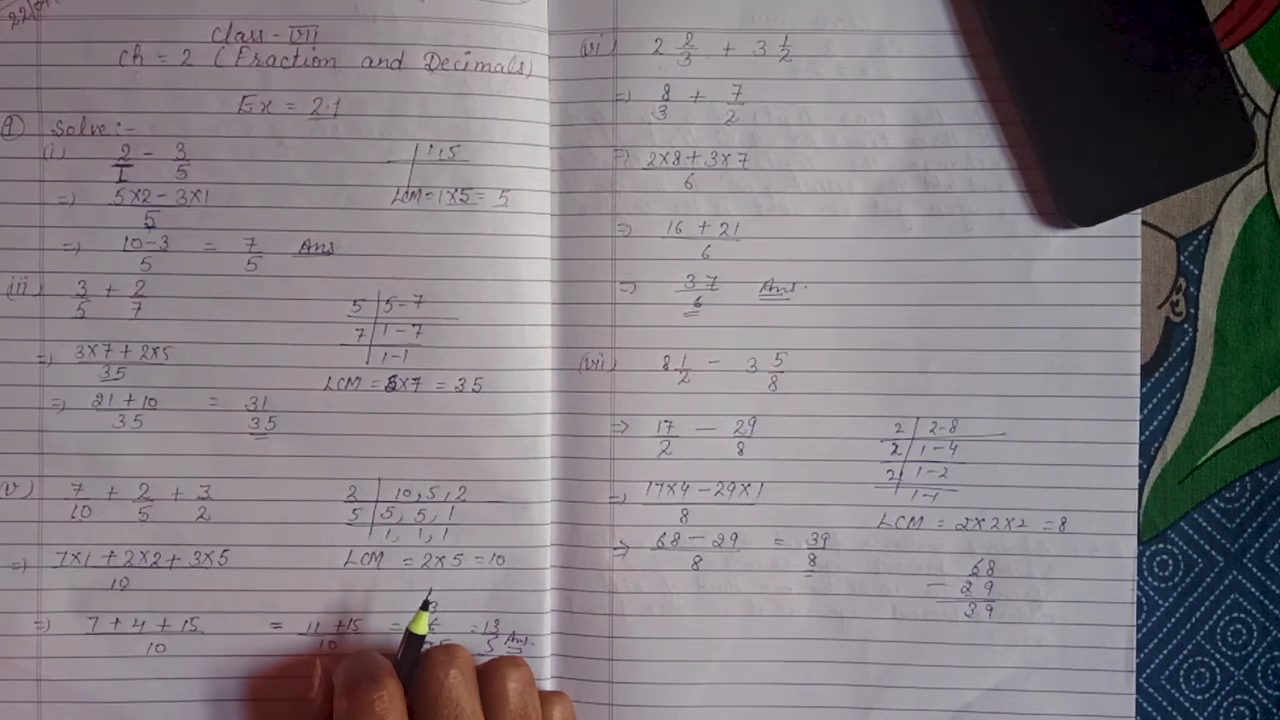 Class - VII
Ch = 2 (Fraction and Decimals)
Ex = 2.1
① Solve :-
(i) 2/1 - 3/5
1,5
=> 5×2 - 3×1 / 5
LCM = 1×5 = 5
=> 10-3 / 5 = 7/5 Ans
(iii) 3/5 + 2/7
5 | 5-7
7 | 1-7
1-1
=> 3×7 + 2×5 / 35
LCM = 5×7 = 35
=> 21 + 10 / 35 = 31/35
(v) 7/10 + 2/5 + 3/2
2 | 10, 5, 2
5 | 5, 5, 1
1, 1, 1
=> 7×1 + 2×2 + 3×5 / 10
LCM = 2×5 = 10
=> 7 + 4 + 15 / 10 = 11 + 15 / 10 = = 13/5 Ans.
(vi) 2 2/3 + 3 1/2
=> 8/3 + 7/2
=> 2×8 + 3×7 / 6
=> 16 + 21 / 6
=> 37/6 Ans.
(vii) 8 1/2 - 3 5/8
=> 17/2 - 29/8
2 | 2-8
2 | 1-4
2 | 1-2
1-1
=> 17×4 - 29×1 / 8
LCM = 2×2×2 = 8
=> 68 - 29 / 8 = 39/8
68
- 29
39